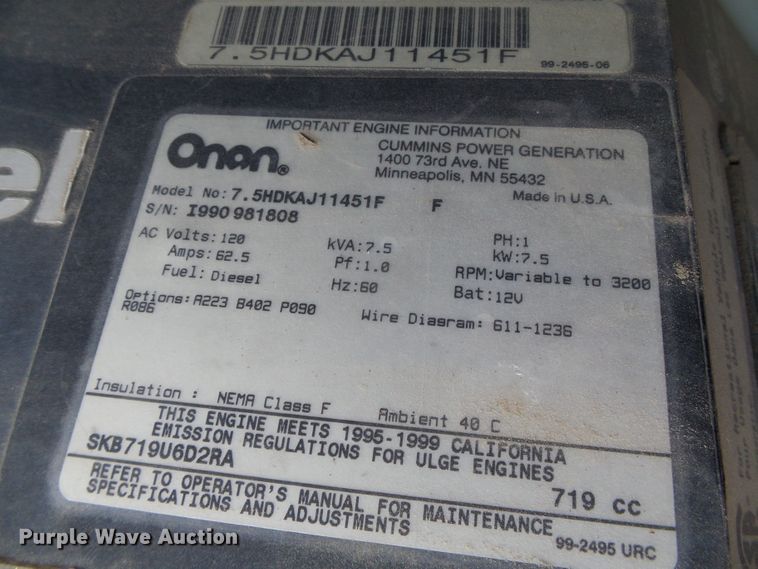 7.5HDKAJ11451F
99-2495-06
el
IMPORTANT ENGINE INFORMATION
Onan®
CUMMINS POWER GENERATION
1400 73rd Ave. NE
Minneapolis, MN 55432
Model No: 7.5HDKAJ11451F F
Made in U.S.A.
S/N: I990981808
AC Volts: 120 kVA: 7.5 PH: 1
Amps: 62.5 Pf: 1.0 kW: 7.5
Fuel: Diesel Hz: 60 RPM: Variable to 3200
Bat: 12V
Options: A223 B402 P090
R086
Wire Diagram: 611-1236
Insulation : NEMA Class F Ambient 40 C
THIS ENGINE MEETS 1995-1999 CALIFORNIA
EMISSION REGULATIONS FOR ULGE ENGINES
SKB719U6D2RA 719 CC
REFER TO OPERATOR'S MANUAL FOR MAINTENANCE
SPECIFICATIONS AND ADJUSTMENTS
99-2495 URC
Purple Wave Auction